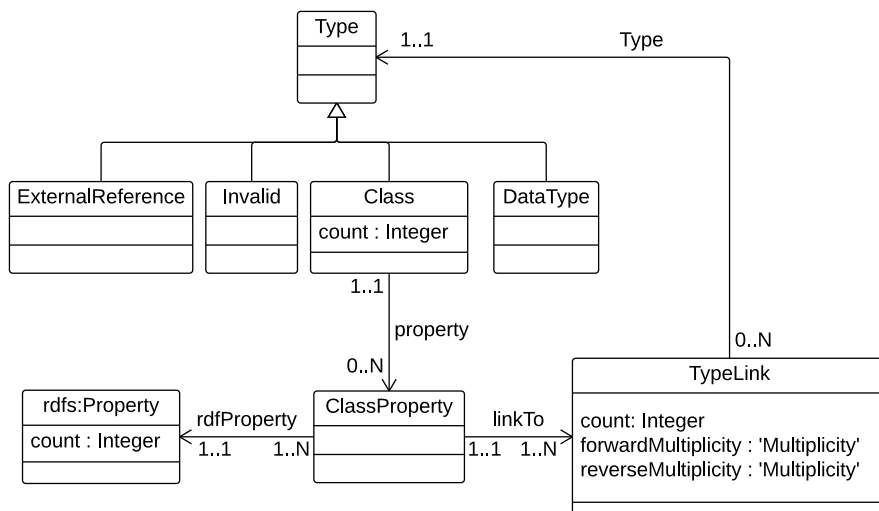 Type
1..1
Type
ExternalReference
Invalid
Class
DataType
count : Integer
1..1
property
0..N
0..N
TypeLink
rdfs:Property
count : Integer
rdfProperty
1..1
1..N
ClassProperty
linkTo
1..1
1..N
count: Integer
forwardMultiplicity : 'Multiplicity'
reverseMultiplicity : 'Multiplicity'